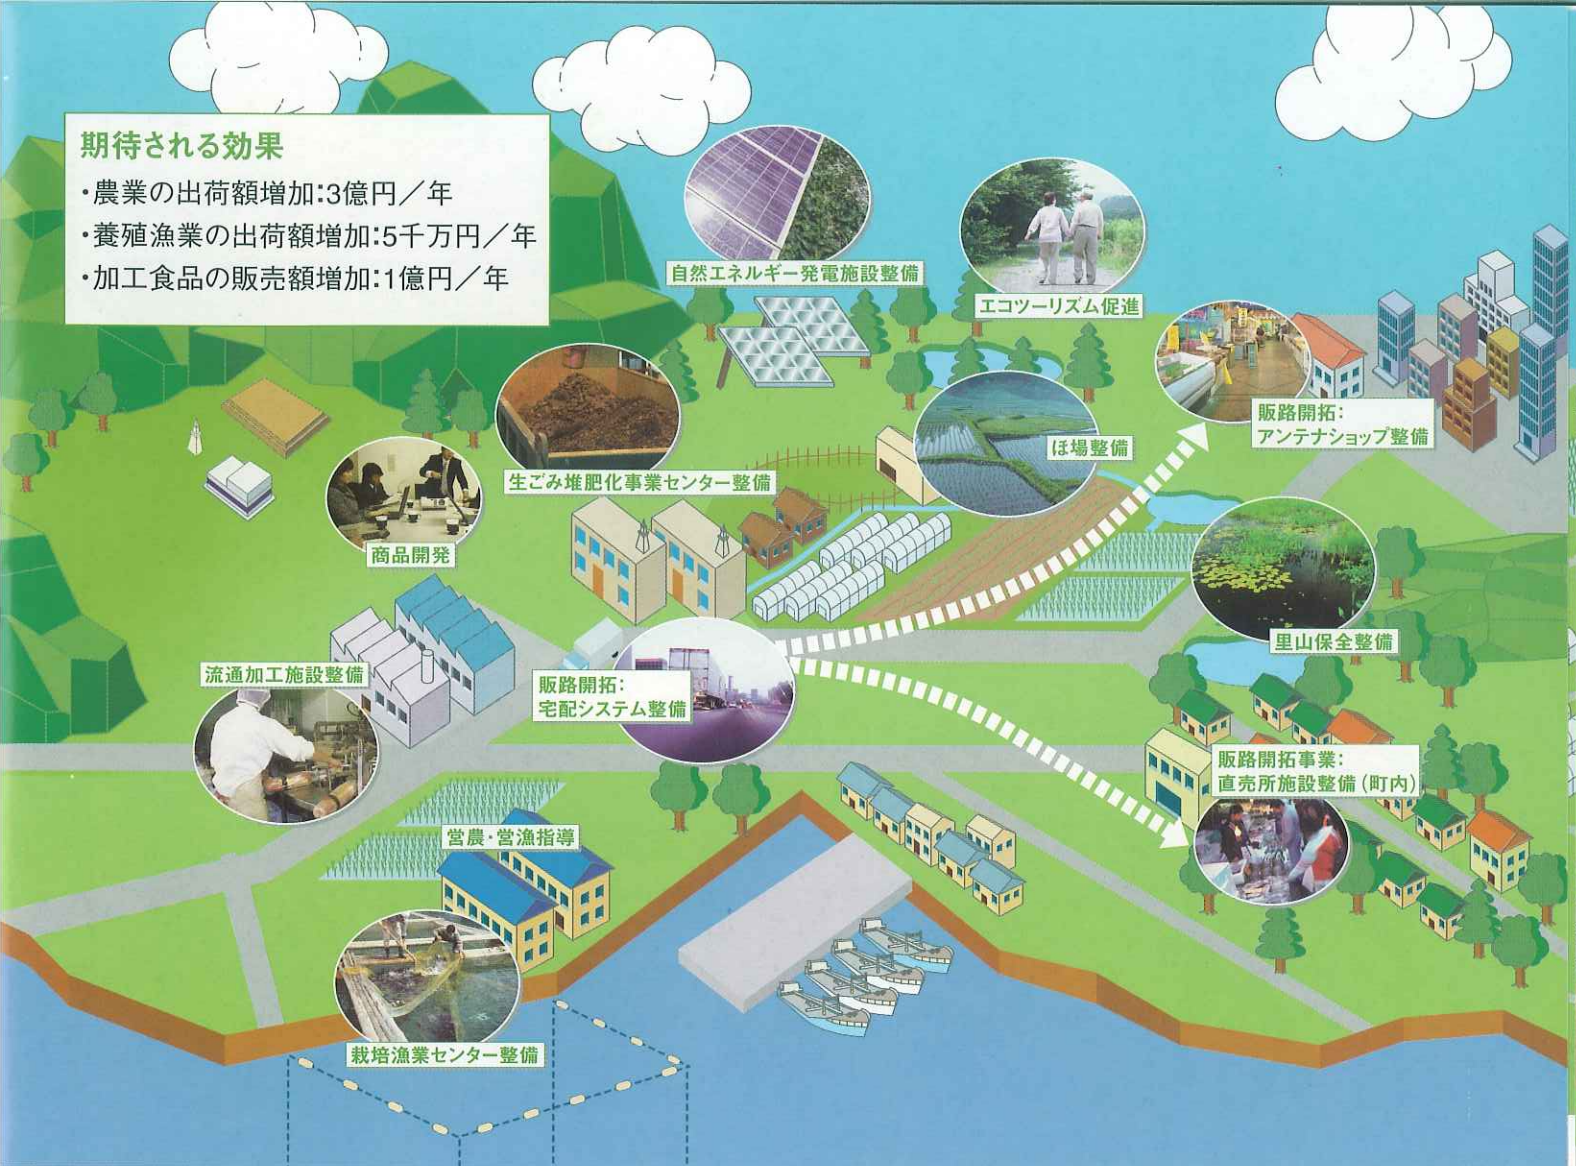 期待される効果
・農業の出荷額増加:3億円／年
・養殖漁業の出荷額増加:5千万円／年
・加工食品の販売額増加:1億円／年
自然エネルギー発電施設整備
エコツーリズム促進
販路開拓:
アンテナショップ整備
ほ場整備
生ごみ堆肥化事業センター整備
商品開発
里山保全整備
流通加工施設整備
販路開拓:
宅配システム整備
販路開拓事業:
直売所施設整備(町内)
営農・営漁指導
栽培漁業センター整備